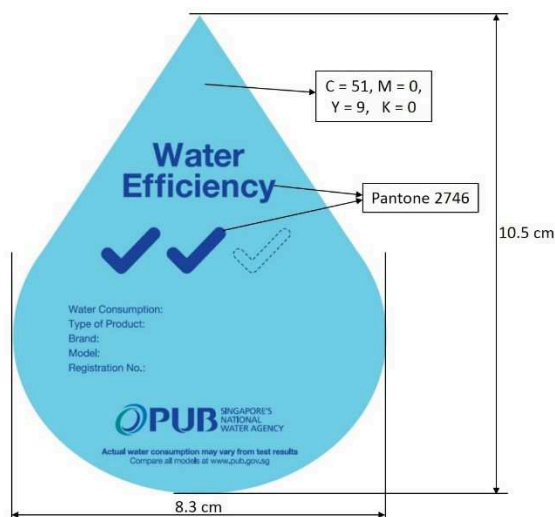 C = 51, M = 0,
Y = 9, K = 0
Water
Efficiency
Pantone 2746
10.5 cm
Water Consumption:
Type of Product:
Brand:
Model:
Registration No.:
PUB SINGAPORE'S
NATIONAL
WATER AGENCY
Actual water consumption may vary from test results
Compare all models at www.pub.gov.sg
8.3 cm